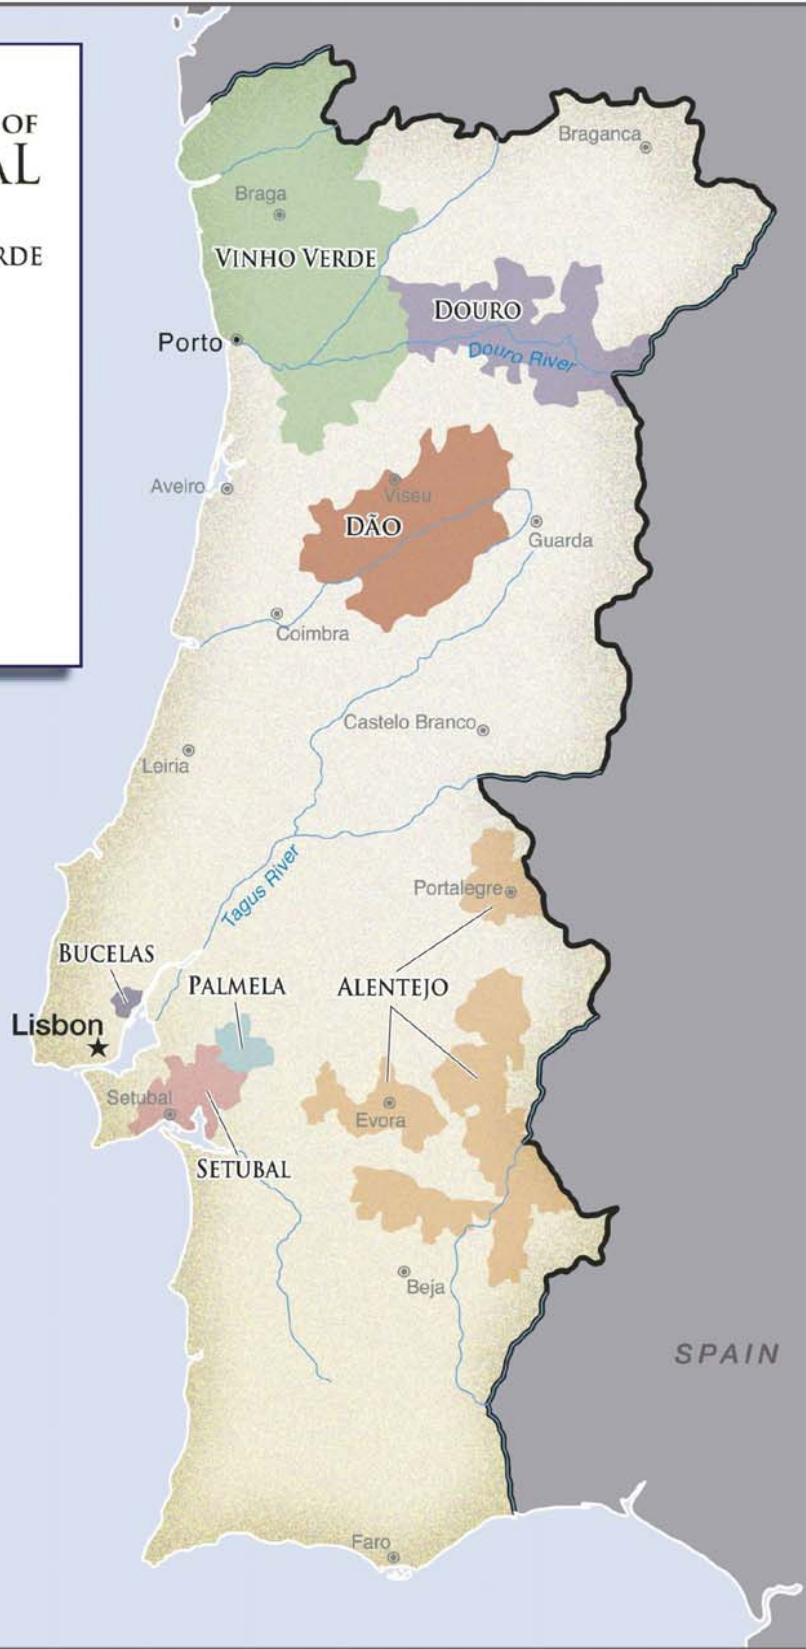 OF
AL
RDE
Braganca
Braga
VINHO VERDE
DOURO
Porto
Douro River
Aveiro
Viseu
DÃO
Guarda
Coimbra
Castelo Branco
Leiria
Tagus River
Portalegre
BUCELAS
PALMELA
ALENTEJO
Lisbon
Setubal
Evora
SETUBAL
Beja
SPAIN
Faro